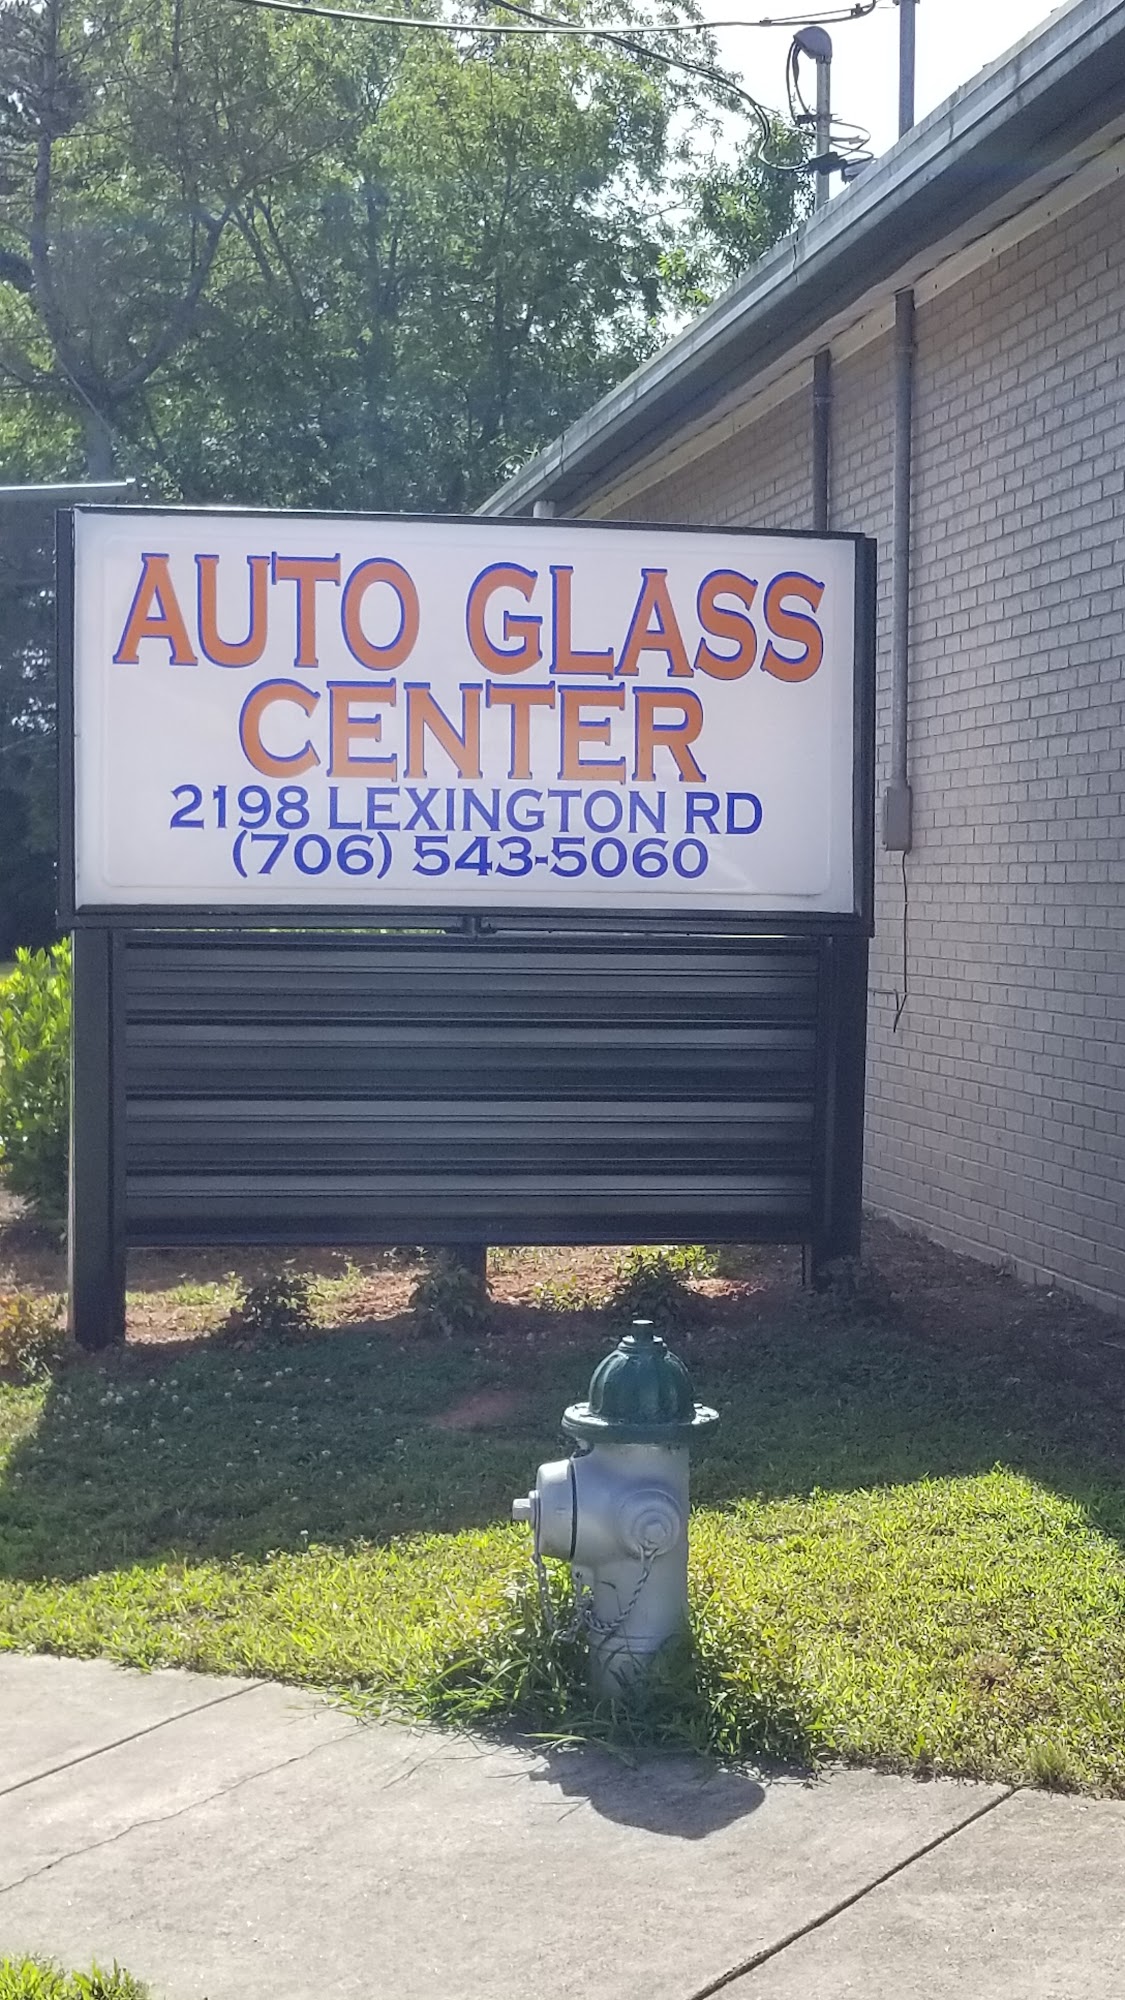 AUTO GLASS
CENTER
2198 LEXINGTON RD
(706) 543-5060